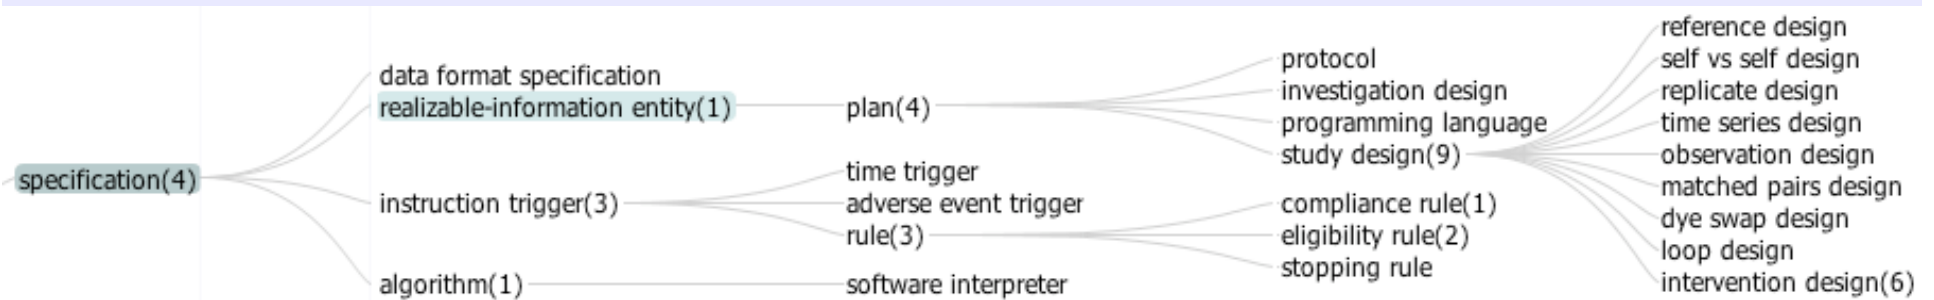 specification(4)
data format specification
realizable-information entity(1)
instruction trigger(3)
algorithm(1)
plan(4)
time trigger
adverse event trigger
rule(3)
software interpreter
protocol
investigation design
programming language
study design(9)
compliance rule(1)
eligibility rule(2)
stopping rule
reference design
self vs self design
replicate design
time series design
observation design
matched pairs design
dye swap design
loop design
intervention design(6)